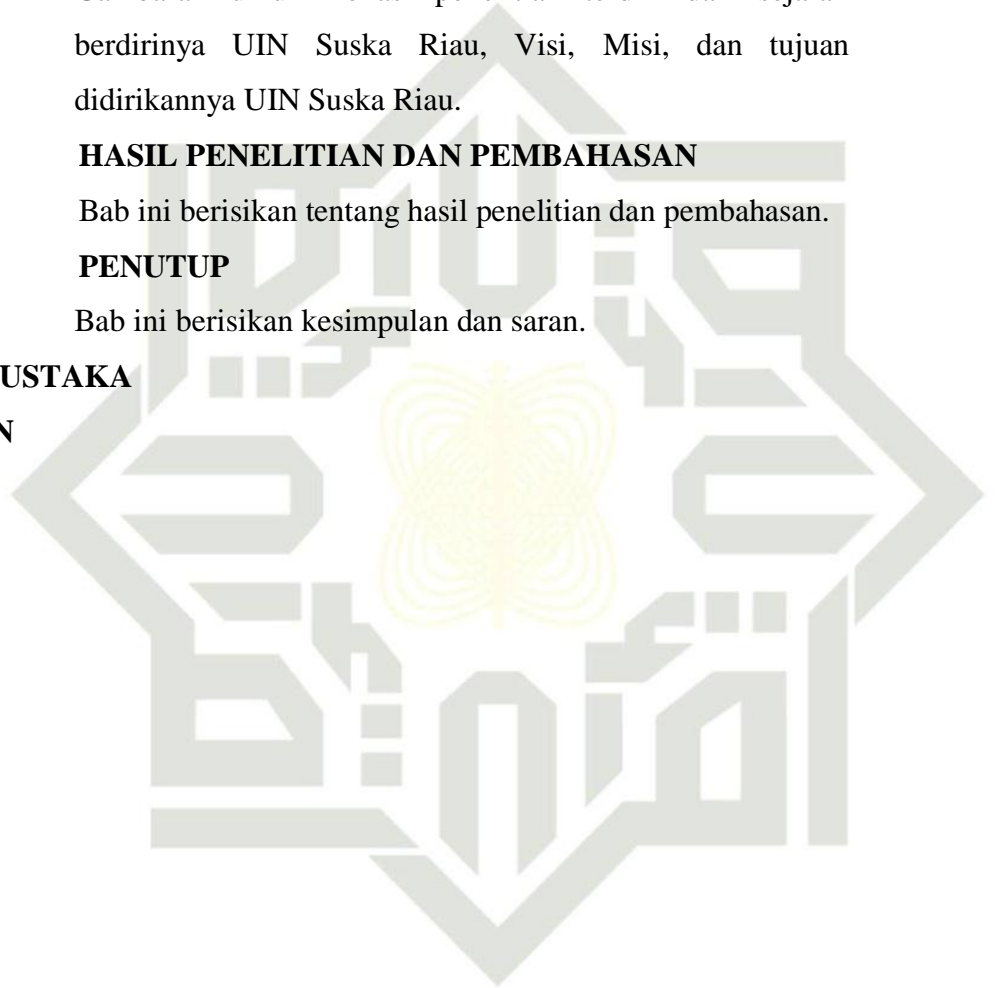 berdirinya UIN Suska Riau, Visi, Misi, dan tujuan
didirikannya UIN Suska Riau.
HASIL PENELITIAN DAN PEMBAHASAN
Bab ini berisikan tentang hasil penelitian dan pembahasan.
PENUTUP
Bab ini berisikan kesimpulan dan saran.
USTAKA
N